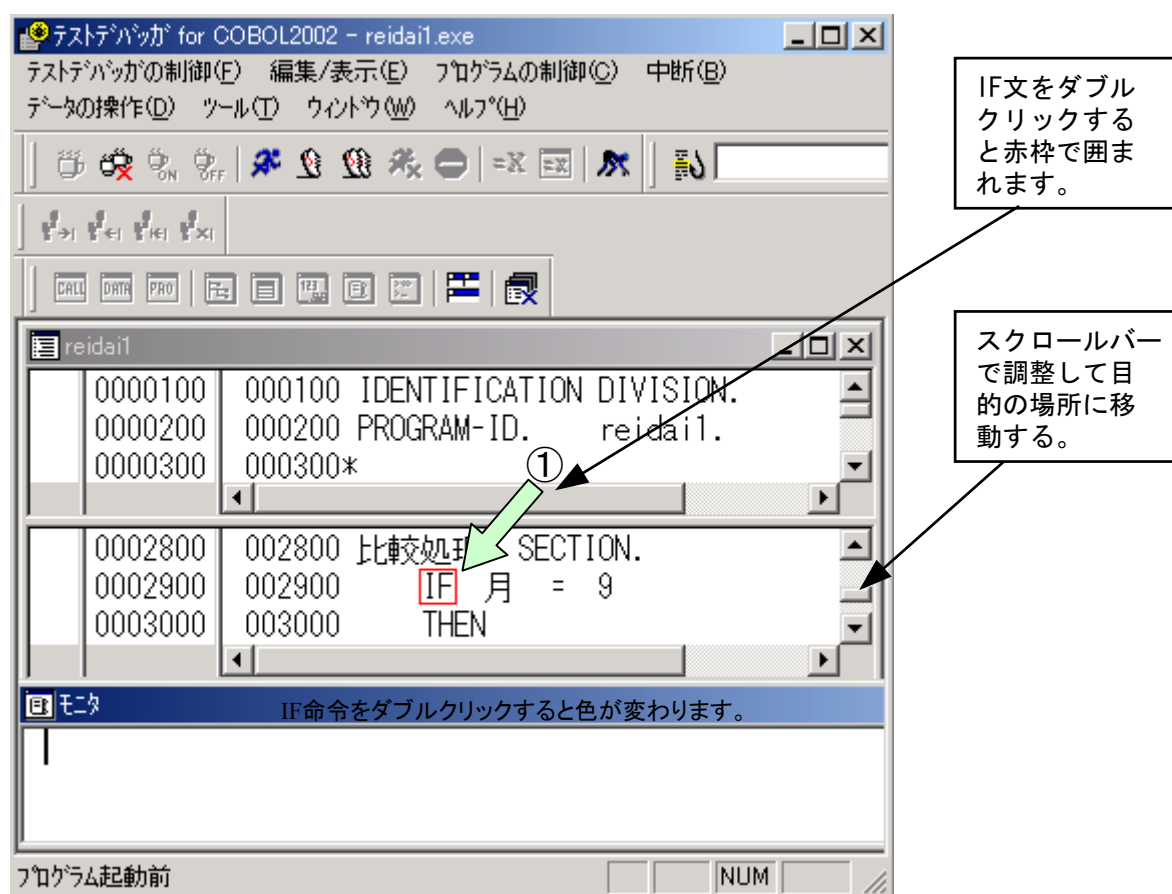 テストデバッガ for COBOL2002 - reidai1.exe
テストデバッガの制御(F) 編集/表示(E) プログラムの制御(C) 中断(B)
データの操作(D) ツール(T) ウィンドウ(W) ヘルプ(H)
ON OFF =X =X
CALL DATA PRO 123
reidai1
0000100 000100 IDENTIFICATION DIVISION.
0000200 000200 PROGRAM-ID. reidai1.
0000300 000300*
①
0002800 002800 比較処理 SECTION.
0002900 002900 IF 月 = 9
0003000 003000 THEN
モニタ
IF命令をダブルクリックすると色が変わります。
プログラム起動前 NUM
IF文をダブル
クリックする
と赤枠で囲ま
れます。
スクロールバー
で調整して目
的の場所に移
動する。